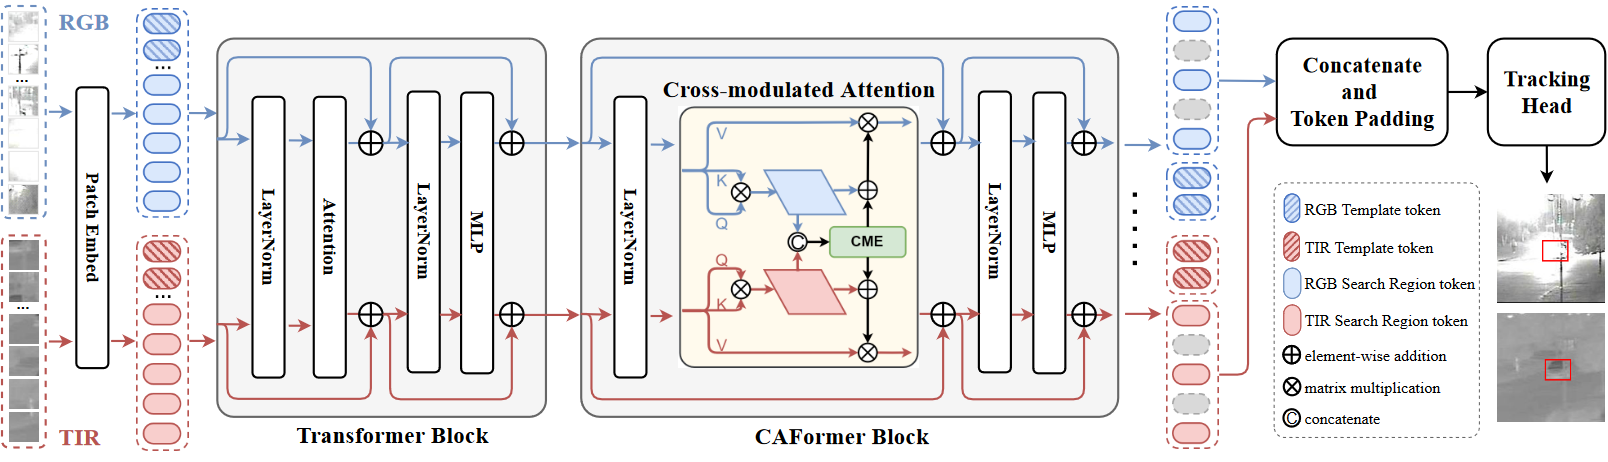 RGB
...
...
TIR
Patch Embed
...
...
LayerNorm
Attention
LayerNorm
MLP
Transformer Block
LayerNorm
Cross-modulated Attention
V
K
Q
C
CME
Q
K
V
LayerNorm
MLP
CAFormer Block
Concatenate
and
Token Padding
Tracking
Head
RGB Template token
TIR Template token
RGB Search Region token
TIR Search Region token
element-wise addition
matrix multiplication
C concatenate